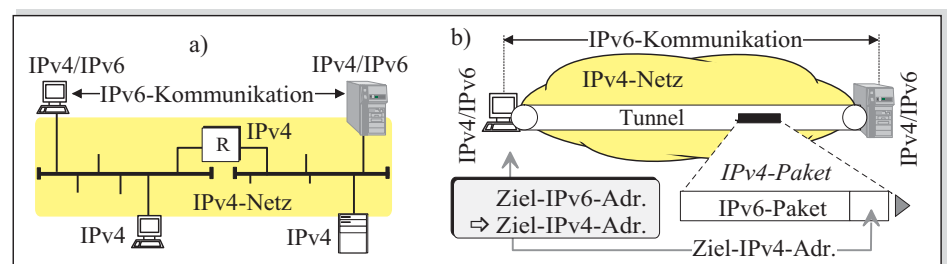 a)
IPv4/IPv6
IPv4/IPv6
IPv6-Kommunikation
R
IPv4
IPv4-Netz
IPv4
IPv4
b)
IPv6-Kommunikation
IPv4/IPv6
IPv4-Netz
Tunnel
IPv4/IPv6
IPv4-Paket
IPv6-Paket
Ziel-IPv6-Adr.
⇨ Ziel-IPv4-Adr.
Ziel-IPv4-Adr.